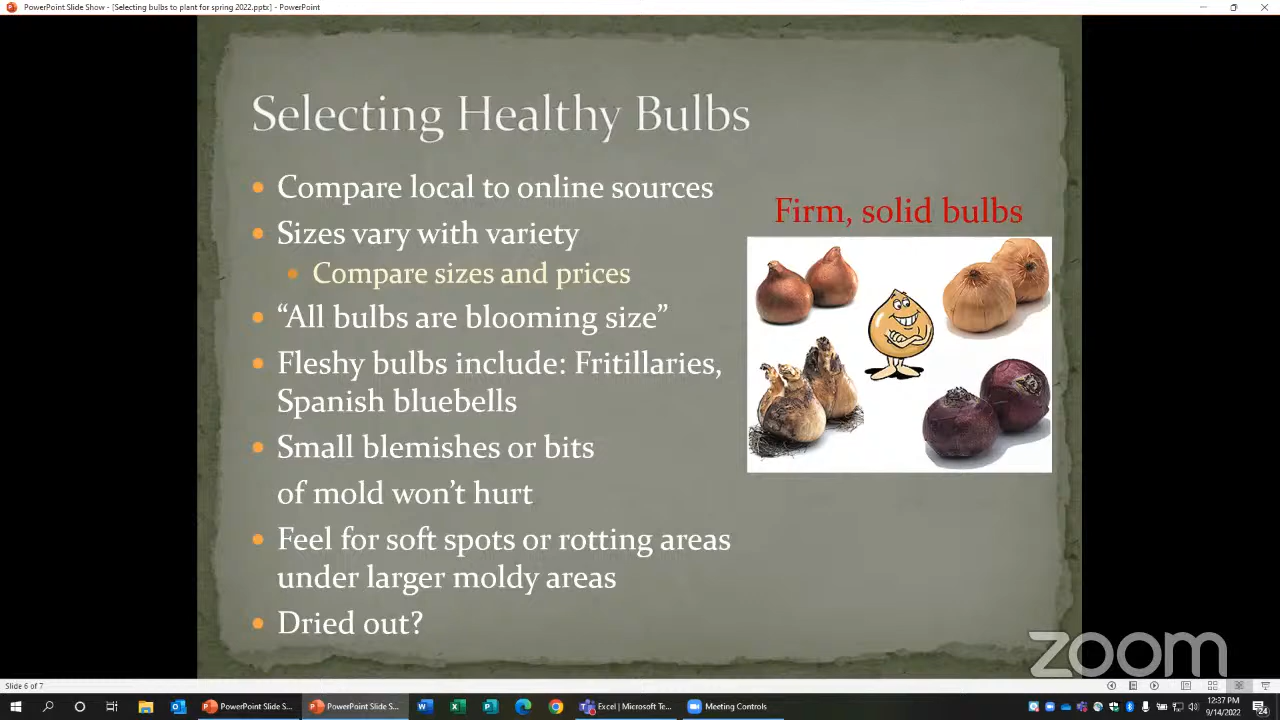 PowerPoint Slide Show - [Selecting bulbs to plant for spring 2022.pptx] - PowerPoint
Selecting Healthy Bulbs
• Compare local to online sources
• Sizes vary with variety
• Compare sizes and prices
• “All bulbs are blooming size”
• Fleshy bulbs include: Fritillaries,
Spanish bluebells
• Small blemishes or bits
of mold won’t hurt
• Feel for soft spots or rotting areas
under larger moldy areas
• Dried out?
Firm, solid bulbs
zoom
Slide 6 of 7
PowerPoint Slide S...
PowerPoint Slide S...
Excel | Microsoft Te...
Meeting Controls
12:37 PM
9/14/2022
24